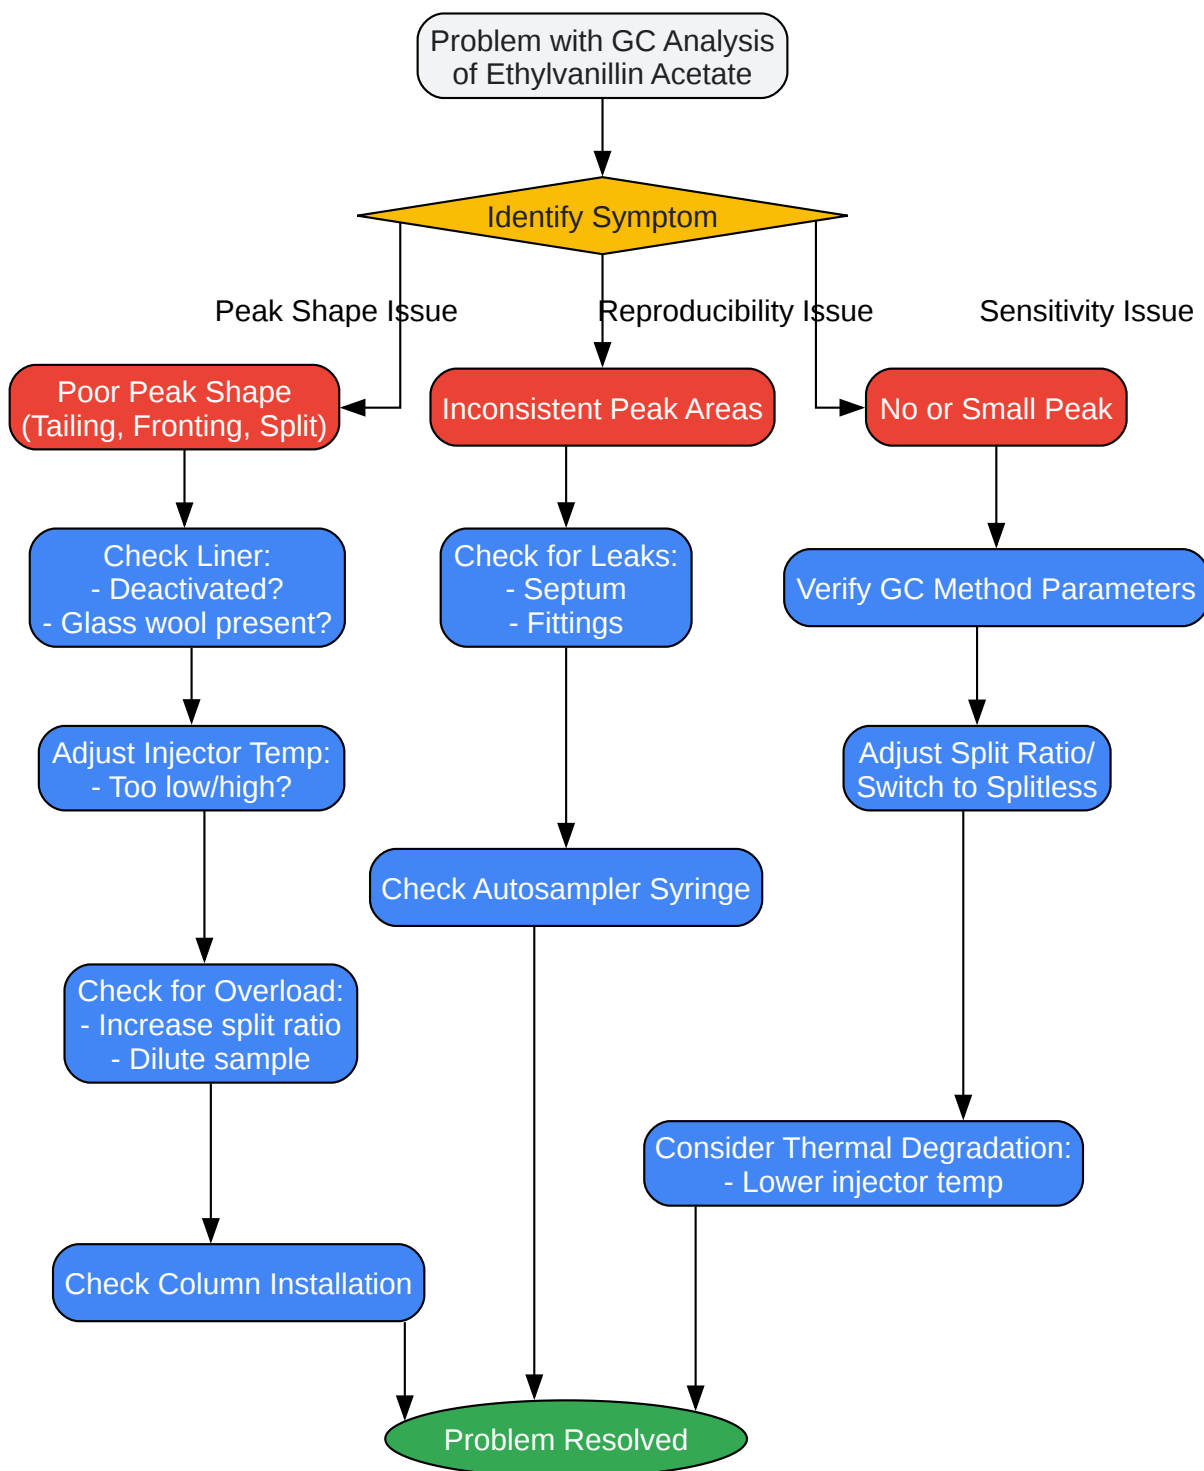 Problem with GC Analysis
of Ethylvanillin Acetate
Identify Symptom
Peak Shape Issue
Reproducibility Issue
Sensitivity Issue
Poor Peak Shape
(Tailing, Fronting, Split)
Inconsistent Peak Areas
No or Small Peak
Check Liner:
- Deactivated?
- Glass wool present?
Check for Leaks:
- Septum
- Fittings
Verify GC Method Parameters
Adjust Injector Temp:
- Too low/high?
Adjust Split Ratio/
Switch to Splitless
Check Autosampler Syringe
Check for Overload:
- Increase split ratio
- Dilute sample
Consider Thermal Degradation:
- Lower injector temp
Check Column Installation
Problem Resolved